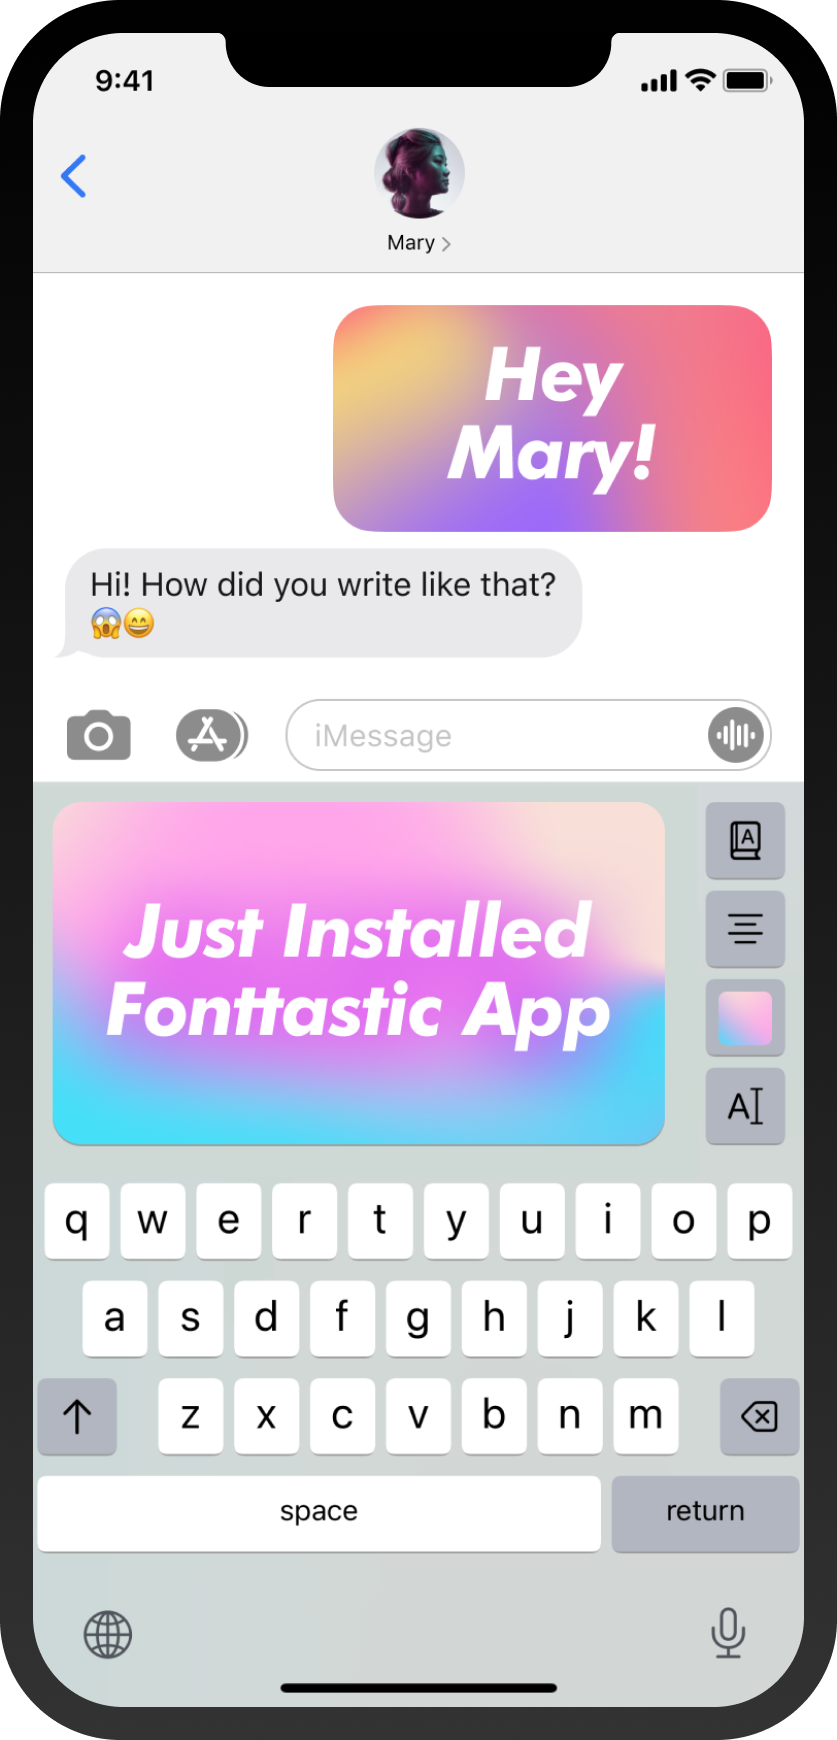 9:41
Mary
Hey
Mary!
Hi! How did you write like that?
😱😄
iMessage
A
Just Installed
Fonttastic App
A
q w e r t y u i o p
a s d f g h j k l
z x c v b n m
space return